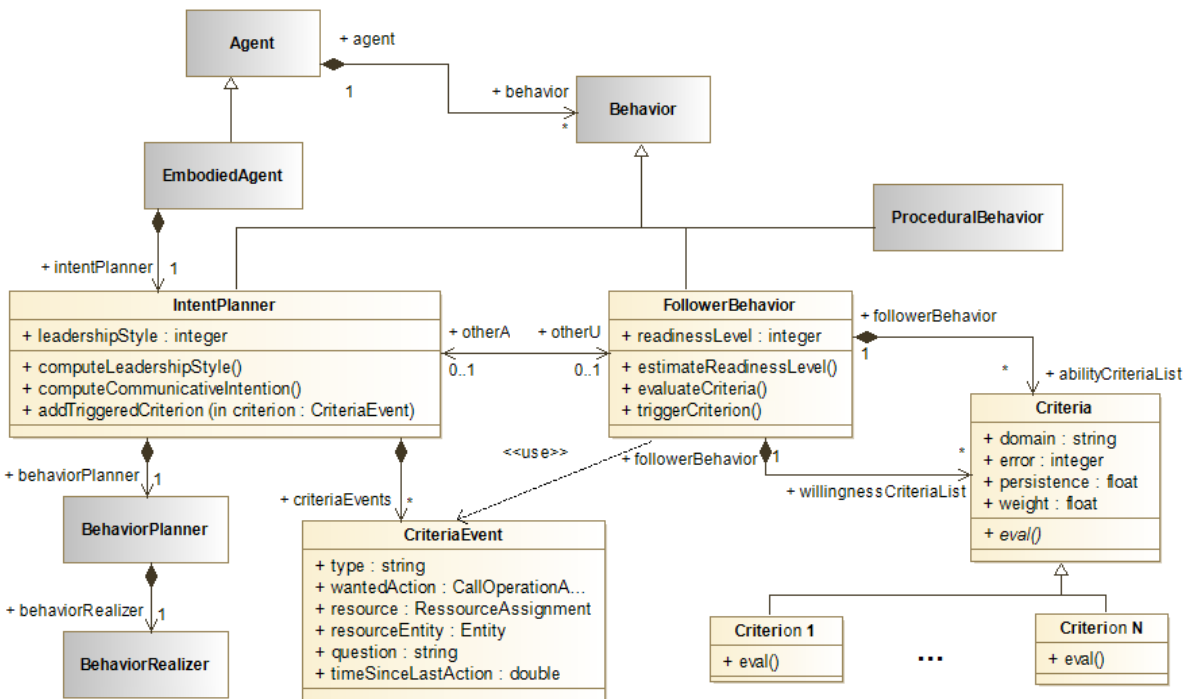 Agent
+ agent
1
+ behavior
*
Behavior
EmbodiedAgent
ProceduralBehavior
+ intentPlanner
1
IntentPlanner
+ leadershipStyle : integer
+ computeLeadershipStyle()
+ computeCommunicativeIntention()
+ addTriggeredCriterion (in criterion : CriteriaEvent)
+ otherA
+ otherU
0..1
0..1
FollowerBehavior
+ readinessLevel : integer
+ estimateReadinessLevel()
+ evaluateCriteria()
+ triggerCriterion()
+ followerBehavior
1
*
+ abilityCriteriaList
Criteria
+ domain : string
+ error : integer
+ persistence : float
+ weight : float
+ eval()
<<use>>
+ followerBehavior
1
*
+ willingnessCriteriaList
+ behaviorPlanner
1
+ criteriaEvents
*
BehaviorPlanner
CriteriaEvent
+ type : string
+ wantedAction : CallOperationA...
+ resource : RessourceAssignment
+ resourceEntity : Entity
+ question : string
+ timeSinceLastAction : double
+ behaviorRealizer
1
BehaviorRealizer
Criterion 1
+ eval()
...
Criterion N
+ eval()